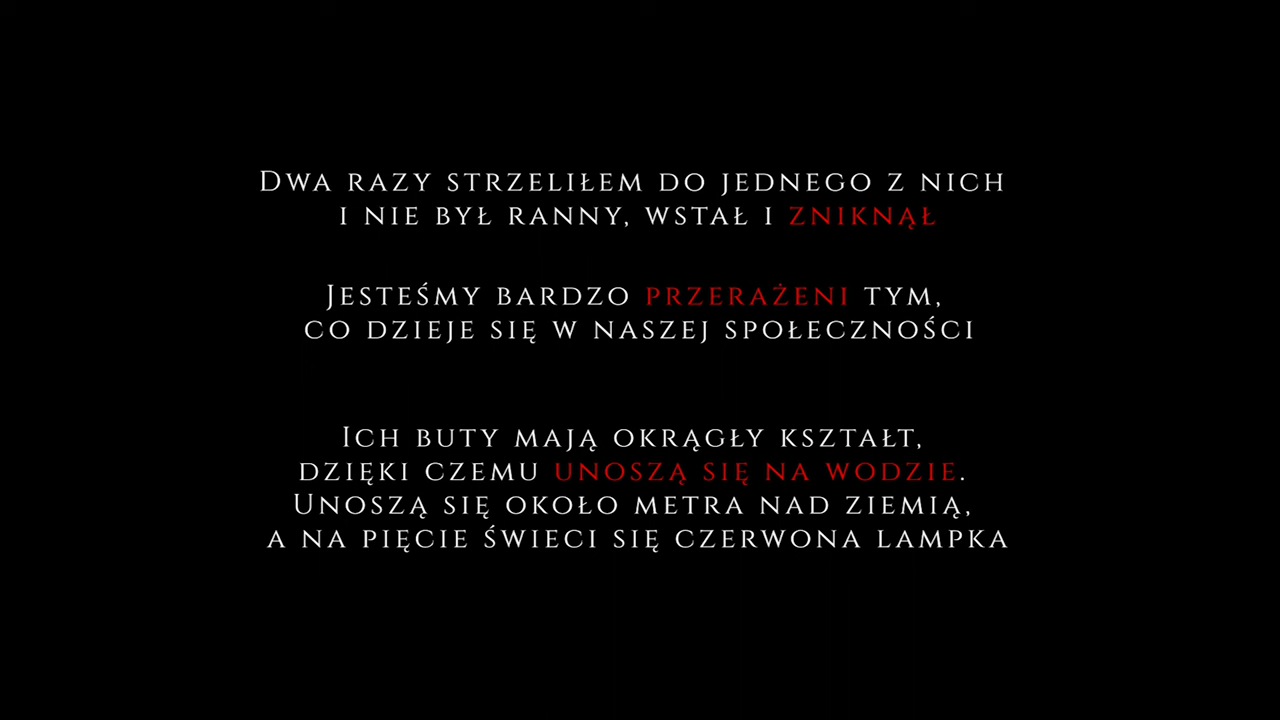 Dwa razy strzeliłem do jednego z nich
i nie był ranny, wstał i zniknął
Jesteśmy bardzo przerażeni tym,
co dzieje się w naszej społeczności
Ich buty mają okrągły kształt,
dzięki czemu unoszą się na wodzie.
Unoszą się około metra nad ziemią,
a na pięcie świeci się czerwona lampka